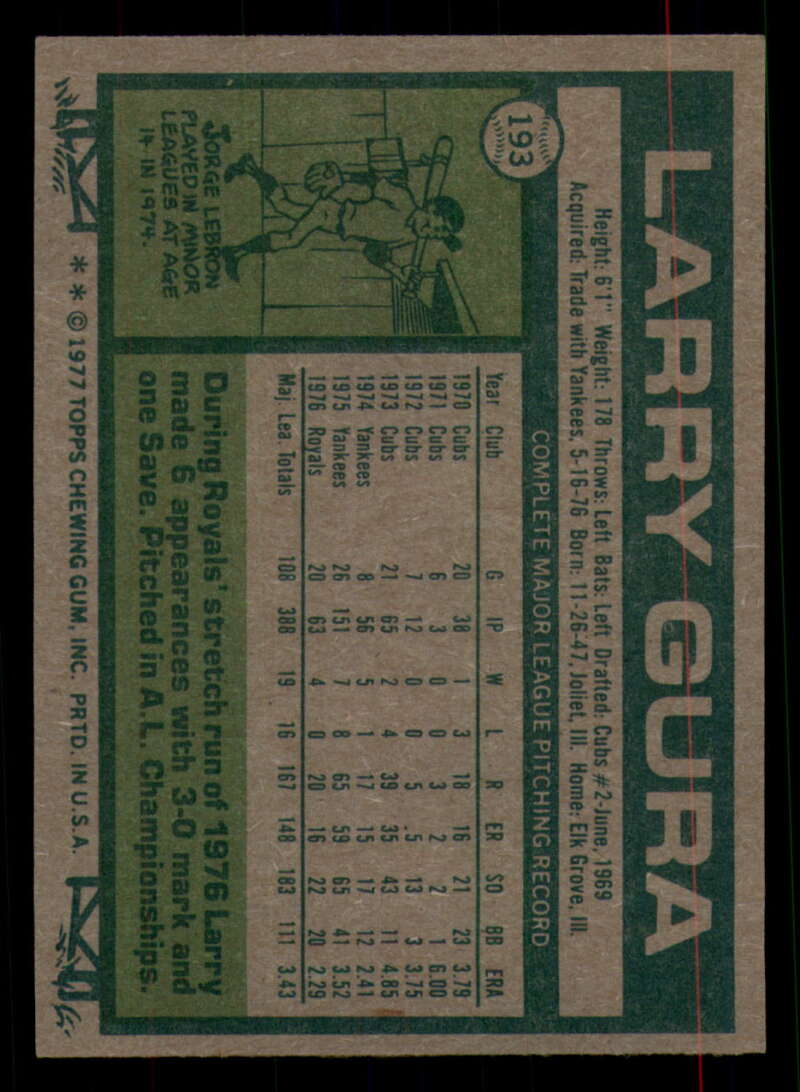 193
LARRY GURA
Height: 6'1" Weight: 178 Throws: Left Bats: Left Drafted: Cubs #2-June, 1969
Acquired: Trade with Yankees, 5-16-76 Born: 11-26-47, Joliet, Ill. Home: Elk Grove, Ill.
COMPLETE MAJOR LEAGUE PITCHING RECORD
Year Club G IP W L R ER SO BB ERA
1970 Cubs 20 38 1 3 18 16 21 23 3.79
1971 Cubs 6 3 0 0 3 2 2 1 6.00
1972 Cubs 7 12 0 0 5 .5 13 3 3.75
1973 Cubs 21 65 2 4 39 35 43 11 4.85
1974 Yankees 8 56 5 1 17 15 17 12 2.41
1975 Yankees 26 151 7 8 65 59 65 41 3.52
1976 Royals 20 63 4 0 20 16 22 20 2.29
Maj. Lea. Totals 108 388 19 16 167 148 183 111 3.43
JORGE LEBRON
PLAYED IN MINOR
LEAGUES AT AGE
14 IN 1974.
During Royals' stretch run of 1976 Larry
made 6 appearances with 3-0 mark and
one Save. Pitched in A.L. Championships.
* * © 1977 TOPPS CHEWING GUM, INC. PRTD. IN U.S.A.